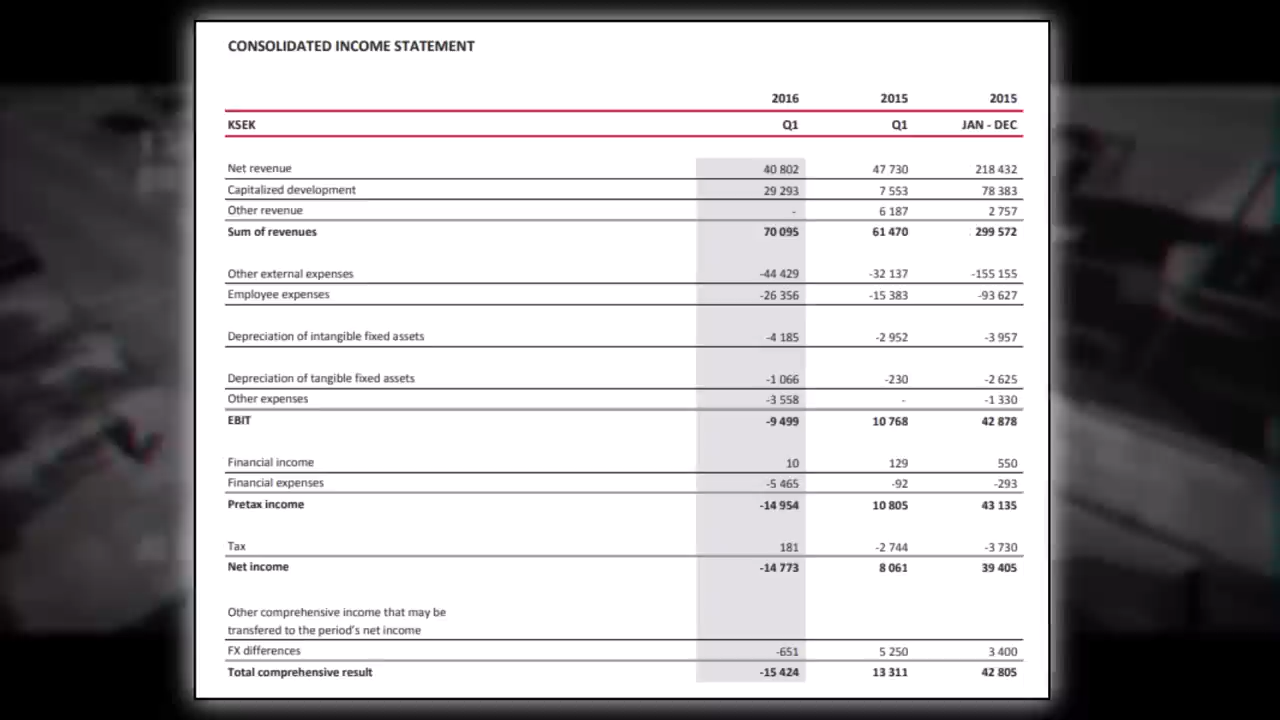 CONSOLIDATED INCOME STATEMENT
2016 2015 2015
KSEK Q1 Q1 JAN - DEC
Net revenue 40 802 47 730 218 432
Capitalized development 29 293 7 553 78 383
Other revenue - 6 187 2 757
Sum of revenues 70 095 61 470 299 572
Other external expenses -44 429 -32 137 -155 155
Employee expenses -26 356 -15 383 -93 627
Depreciation of intangible fixed assets -4 185 -2 952 -3 957
Depreciation of tangible fixed assets -1 066 -230 -2 625
Other expenses -3 558 - -1 330
EBIT -9 499 10 768 42 878
Financial income 10 129 550
Financial expenses -5 465 -92 -293
Pretax income -14 954 10 805 43 135
Tax 181 -2 744 -3 730
Net income -14 773 8 061 39 405
Other comprehensive income that may be
transfered to the period's net income
FX differences -651 5 250 3 400
Total comprehensive result -15 424 13 311 42 805